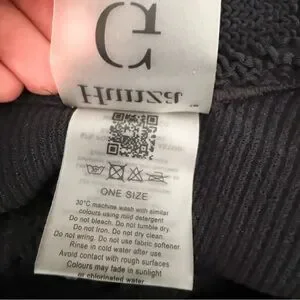 Hunza
G
ONE SIZE
30°C machine wash with similar
colours using mild detergent
Do not bleach. Do not tumble dry.
Do not Iron. Do not dry clean.
Do not wring. Do not use fabric softener.
Rinse in cold water after use.
Avoid contact with rough surfaces
Colours may fade in sunlight
or chlorinated water